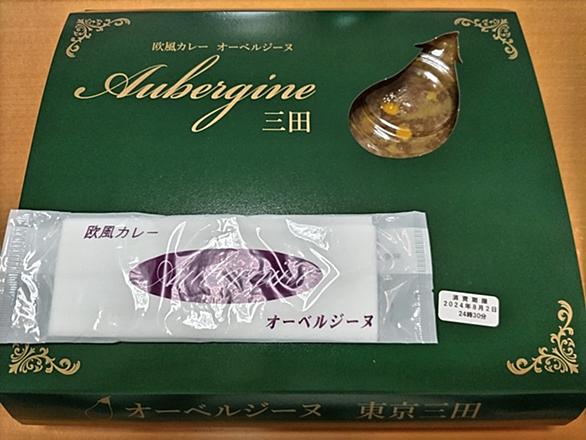 欧風カレー オーベルジーヌ
Aubergine
三田
欧風カレー
オーベルジーヌ
消費期限
2024年8月2日
24時30分
オーベルジーヌ 東京三田